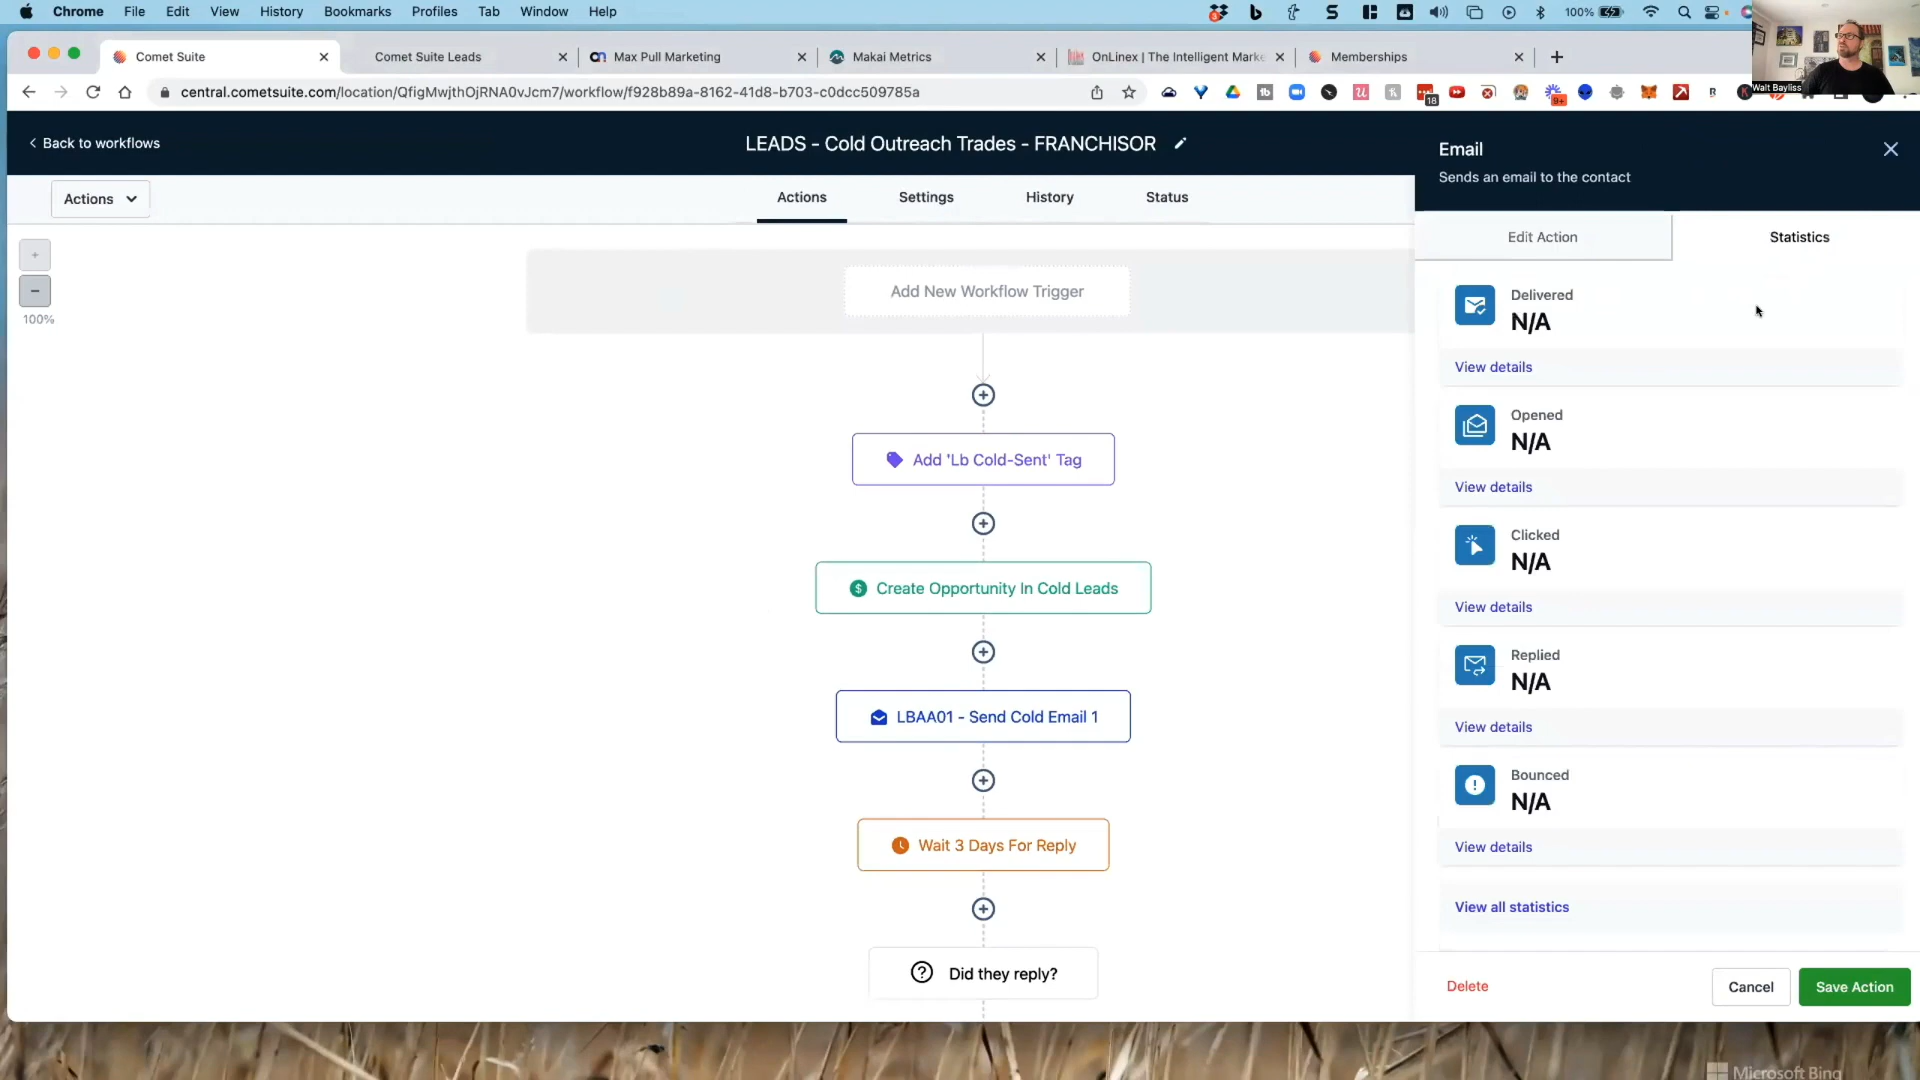 Chrome File Edit View History Bookmarks Profiles Tab Window Help 100%
Comet Suite Comet Suite Leads Max Pull Marketing Makai Metrics OnLinex | The Intelligent Marke Memberships
central.cometsuite.com/location/QfigMwjthOjRNA0vJcm7/workflow/f928b89a-8162-41d8-b703-c0dcc509785a
18
9+
Walt Bayliss
Back to workflows
LEADS - Cold Outreach Trades - FRANCHISOR
Email
Sends an email to the contact
Actions
Actions Settings History Status
Edit Action Statistics
100%
Add New Workflow Trigger
Add 'Lb Cold-Sent' Tag
Create Opportunity In Cold Leads
LBAA01 - Send Cold Email 1
Wait 3 Days For Reply
Did they reply?
Delivered
N/A
View details
Opened
N/A
View details
Clicked
N/A
View details
Replied
N/A
View details
Bounced
N/A
View details
View all statistics
Delete Cancel Save Action
Microsoft Bing